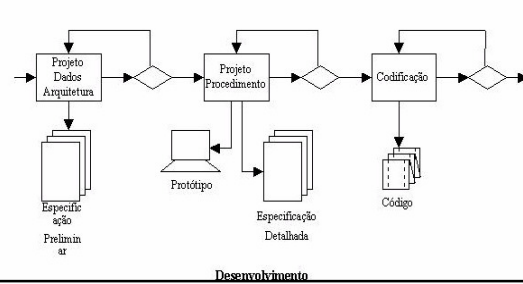 Projeto
Dados
Arquitetura
Projeto
Procedimento
Codificação
Protótipo
Especific
ação
Prelimin
ar
Especificação
Detalhada
Código
Desenvolvimento